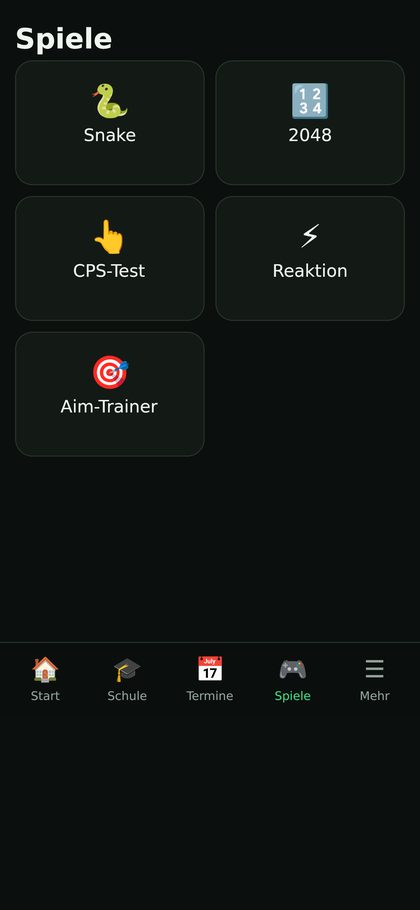 Spiele
Snake
2048
CPS-Test
Reaktion
Aim-Trainer
Start
Schule
Termine
Spiele
Mehr